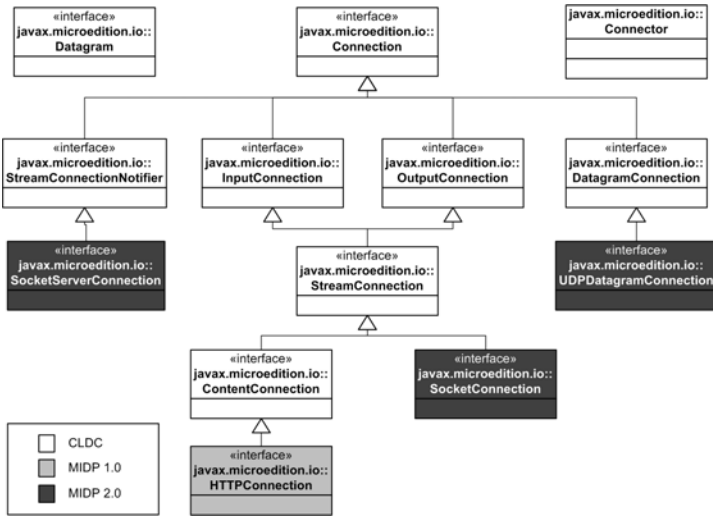 «interface»
javax.microedition.io::
Datagram
«interface»
javax.microedition.io::
Connection
javax.microedition.io::
Connector
«interface»
javax.microedition.io::
StreamConnectionNotifier
«interface»
javax.microedition.io::
InputConnection
«interface»
javax.microedition.io::
OutputConnection
«interface»
javax.microedition.io::
DatagramConnection
«interface»
javax.microedition.io::
SocketServerConnection
«interface»
javax.microedition.io::
StreamConnection
«interface»
javax.microedition.io::
UDPDatagramConnection
«interface»
javax.microedition.io::
ContentConnection
«interface»
javax.microedition.io::
SocketConnection
«interface»
javax.microedition.io::
HTTPConnection
CLDC
MIDP 1.0
MIDP 2.0